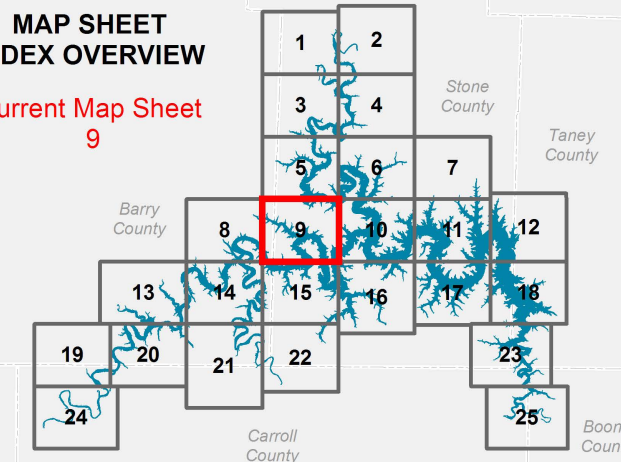 MAP SHEET
DEX OVERVIEW
urrent Map Sheet
9
1
2
Stone
County
3
4
Taney
County
5
6
7
Barry
County
8
9
10
11
12
13
14
15
16
17
18
19
20
21
22
23
24
25
Carroll
County
Boon
Coun